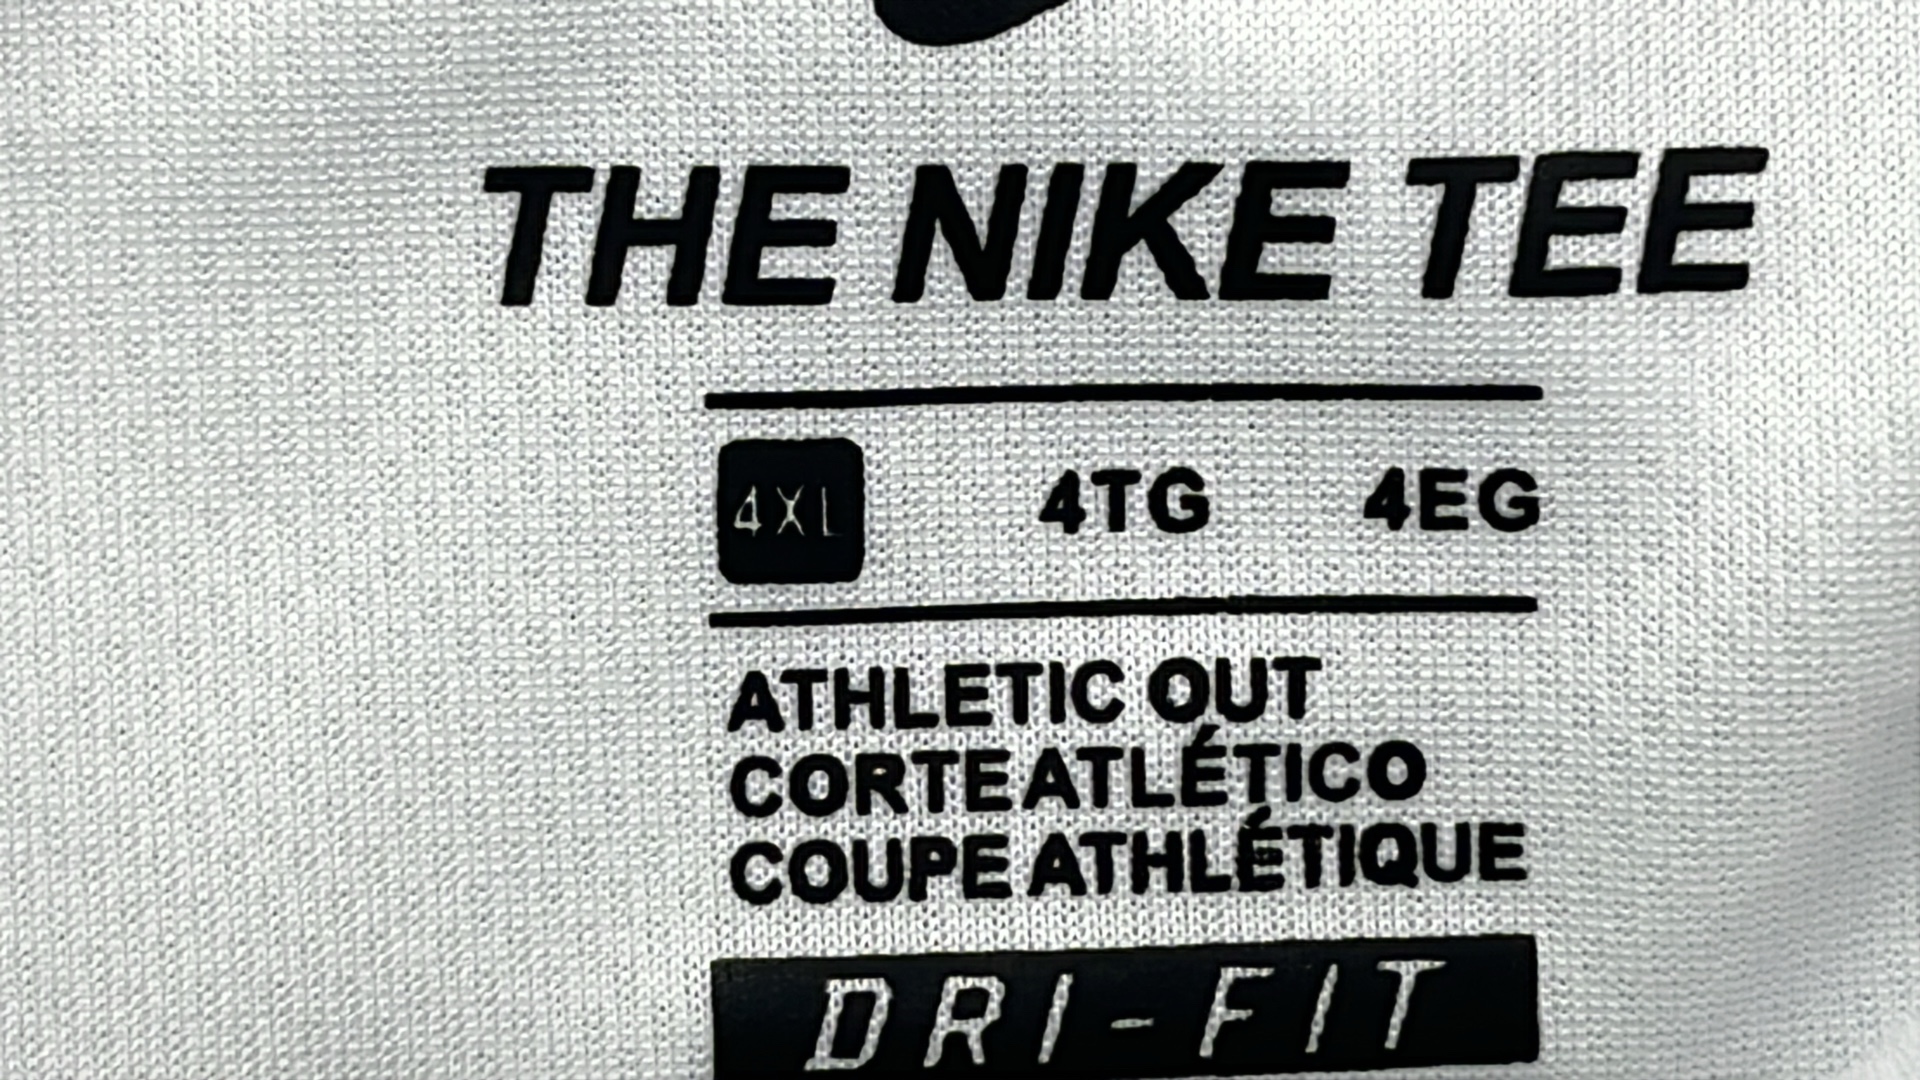 THE NIKE TEE
4XL 4TG 4EG
ATHLETIC OUT
CORTE ATLÉTICO
COUPE ATHLÉTIQUE
DRI-FIT